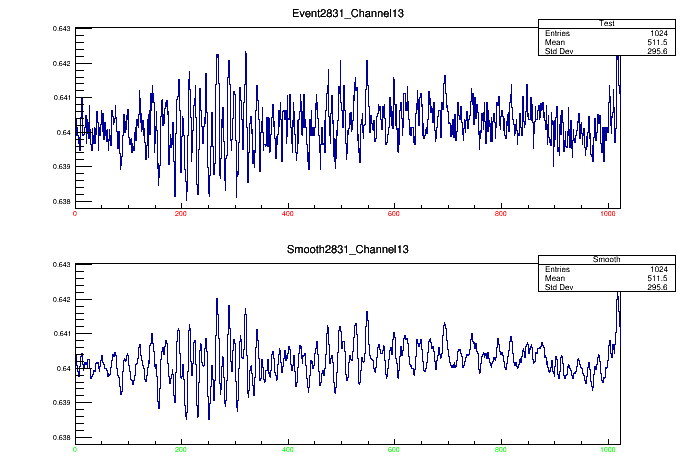 Event2831_Channel13
Test
Entries 1024
Mean 511.5
Std Dev 295.6
0.643
0.642
0.641
0.64
0.639
0.638
0 200 400 600 800 1000
Smooth2831_Channel13
Smooth
Entries 1024
Mean 511.5
Std Dev 295.6
0.643
0.642
0.641
0.64
0.639
0.638
0 200 400 600 800 1000